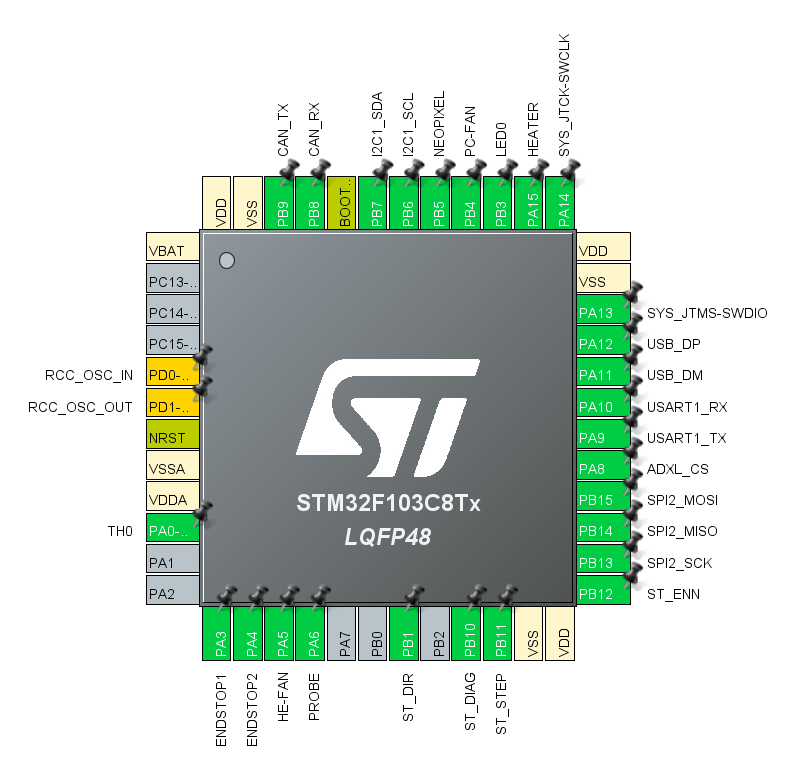 CAN_TX
CAN_RX
I2C1_SDA
I2C1_SCL
NEOPIXEL
PC-FAN
LED0
HEATER
SYS_JTCK-SWCLK
VDD
VSS
PB9
PB8
BOOT..
PB7
PB6
PB5
PB4
PB3
PA15
PA14
VBAT
PC13-..
PC14-..
PC15-..
RCC_OSC_IN PD0-..
RCC_OSC_OUT PD1-..
NRST
VSSA
VDDA
TH0 PA0-..
PA1
PA2
ST
STM32F103C8Tx
LQFP48
VDD
VSS
PA13 SYS_JTMS-SWDIO
PA12 USB_DP
PA11 USB_DM
PA10 USART1_RX
PA9 USART1_TX
PA8 ADXL_CS
PB15 SPI2_MOSI
PB14 SPI2_MISO
PB13 SPI2_SCK
PB12 ST_ENN
PA3
PA4
PA5
PA6
PA7
PB0
PB1
PB2
PB10
PB11
VSS
VDD
ENDSTOP1
ENDSTOP2
HE-FAN
PROBE
ST_DIR
ST_DIAG
ST_STEP